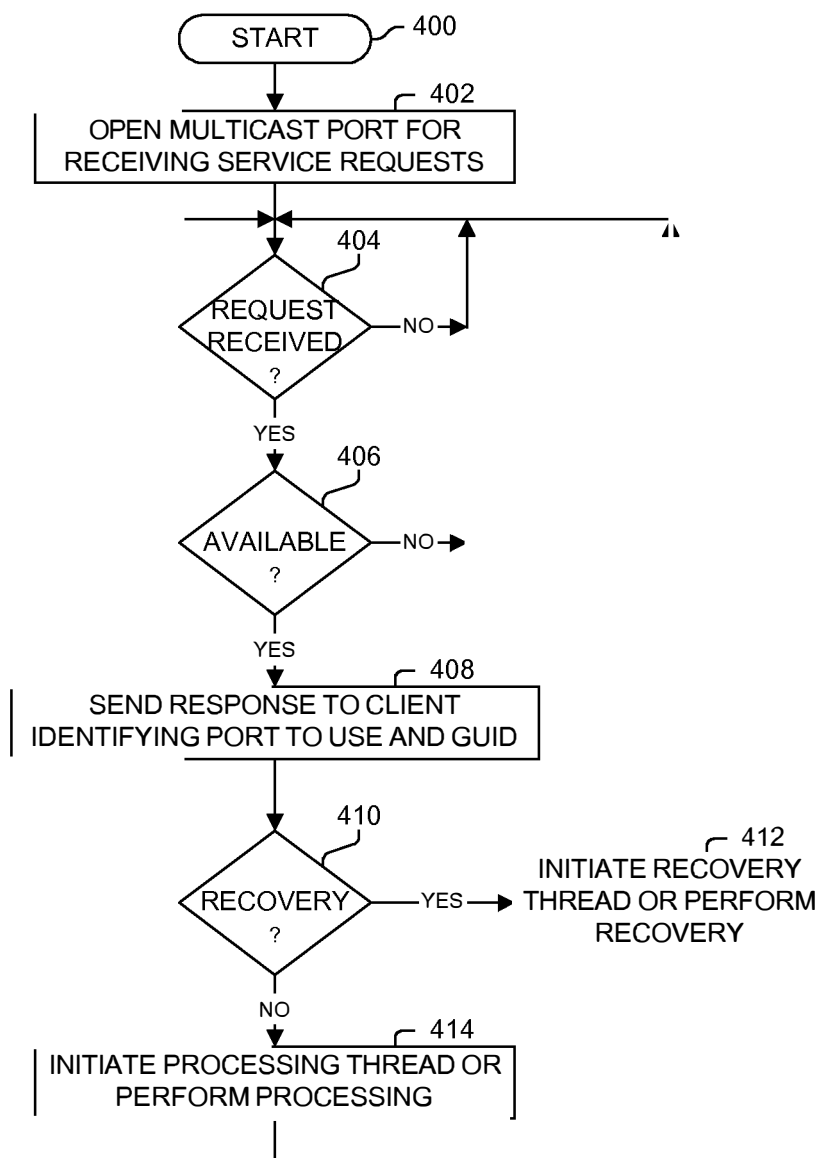 START
400
402
OPEN MULTICAST PORT FOR
RECEIVING SERVICE REQUESTS
404
REQUEST
RECEIVED
?
NO
YES
406
AVAILABLE
?
NO
YES
408
SEND RESPONSE TO CLIENT
IDENTIFYING PORT TO USE AND GUID
410
RECOVERY
?
YES
412
INITIATE RECOVERY
THREAD OR PERFORM
RECOVERY
NO
414
INITIATE PROCESSING THREAD OR
PERFORM PROCESSING